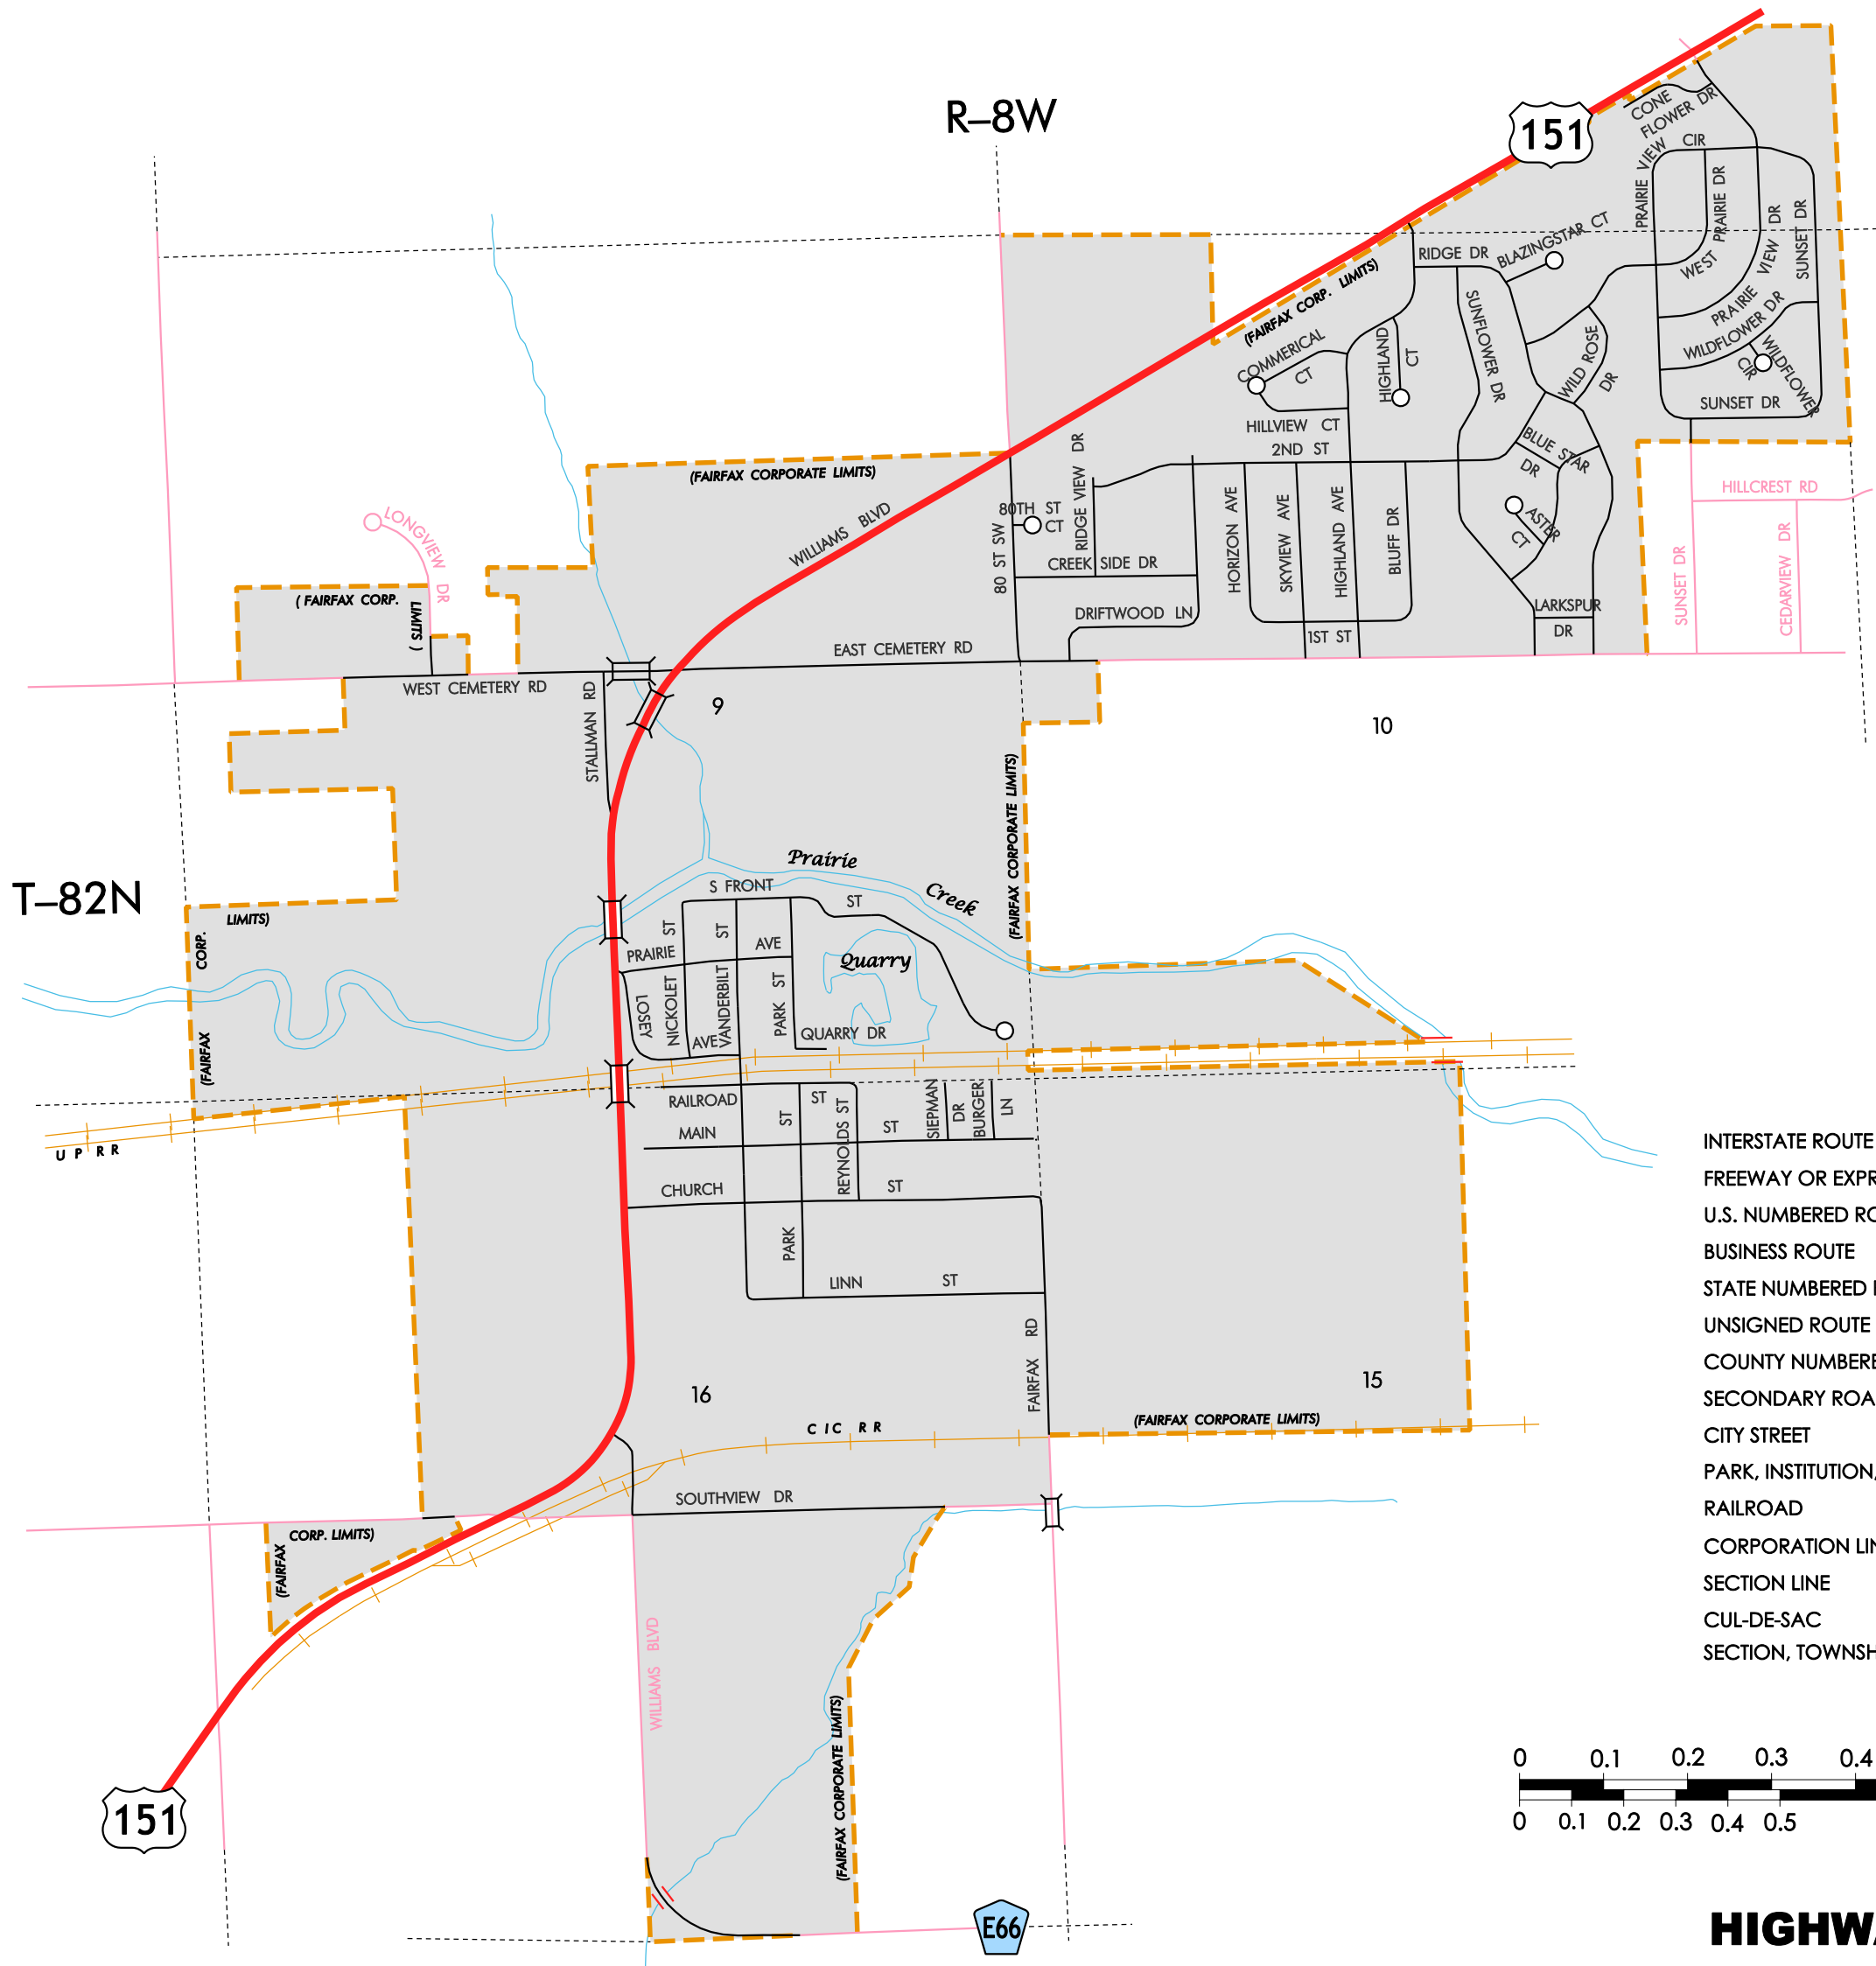 R–8W
151
CONE
FLOWER DR
PRAIRIE VIEW CIR
WEST PRAIRIE DR
PRAIRIE VIEW DR
SUNSET DR
RIDGE DR
BLAZINGSTAR CT
(FAIRFAX CORP. LIMITS)
COMMERICAL
CT
HIGHLAND
CT
SUNFLOWER DR
WILD ROSE
DR
WILDFLOWER DR
WILDFLOWER
CIR
SUNSET DR
HILLVIEW CT
2ND ST
BLUE STAR
DR
ASTER
CT
(FAIRFAX CORPORATE LIMITS)
WILLIAMS BLVD
80TH ST
CT
80 ST SW
RIDGE VIEW DR
CREEK SIDE DR
DRIFTWOOD LN
HORIZON AVE
SKYVIEW AVE
HIGHLAND AVE
BLUFF DR
1ST ST
LARKSPUR
DR
HILLCREST RD
SUNSET DR
CEDARVIEW DR
LONGVIEW DR
( FAIRFAX CORP.
LIMITS )
EAST CEMETERY RD
WEST CEMETERY RD
STALLMAN RD
9
10
(FAIRFAX CORPORATE LIMITS)
T–82N
Prairie
Creek
S FRONT ST
LIMITS)
CORP.
(FAIRFAX
PRAIRIE AVE
Quarry
LOSEY
AVE
NICKOLET
ST
VANDERBILT
ST
PARK ST
QUARRY DR
U P R R
RAILROAD ST
MAIN ST
ST
REYNOLDS ST
SIEPMAN
DR
BURGER
LN
CHURCH ST
PARK
LINN ST
FAIRFAX RD
16
15
C I C R R
(FAIRFAX CORPORATE LIMITS)
SOUTHVIEW DR
CORP. LIMITS)
(FAIRFAX
WILLIAMS BLVD
(FAIRFAX CORPORATE LIMITS)
151
E66
INTERSTATE ROUTE
FREEWAY OR EXPR
U.S. NUMBERED RO
BUSINESS ROUTE
STATE NUMBERED
UNSIGNED ROUTE
COUNTY NUMBERE
SECONDARY ROA
CITY STREET
PARK, INSTITUTION,
RAILROAD
CORPORATION LIN
SECTION LINE
CUL-DE-SAC
SECTION, TOWNSH
0 0.1 0.2 0.3 0.4
0 0.1 0.2 0.3 0.4 0.5
HIGHWA